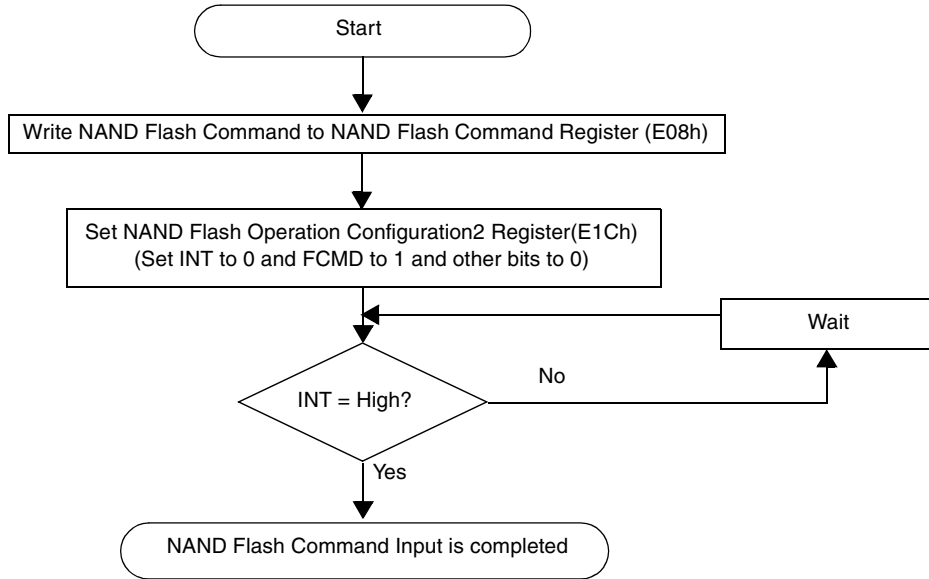 Start
Write NAND Flash Command to NAND Flash Command Register (E08h)
Set NAND Flash Operation Configuration2 Register(E1Ch)
(Set INT to 0 and FCMD to 1 and other bits to 0)
Wait
INT = High?
No
Yes
NAND Flash Command Input is completed